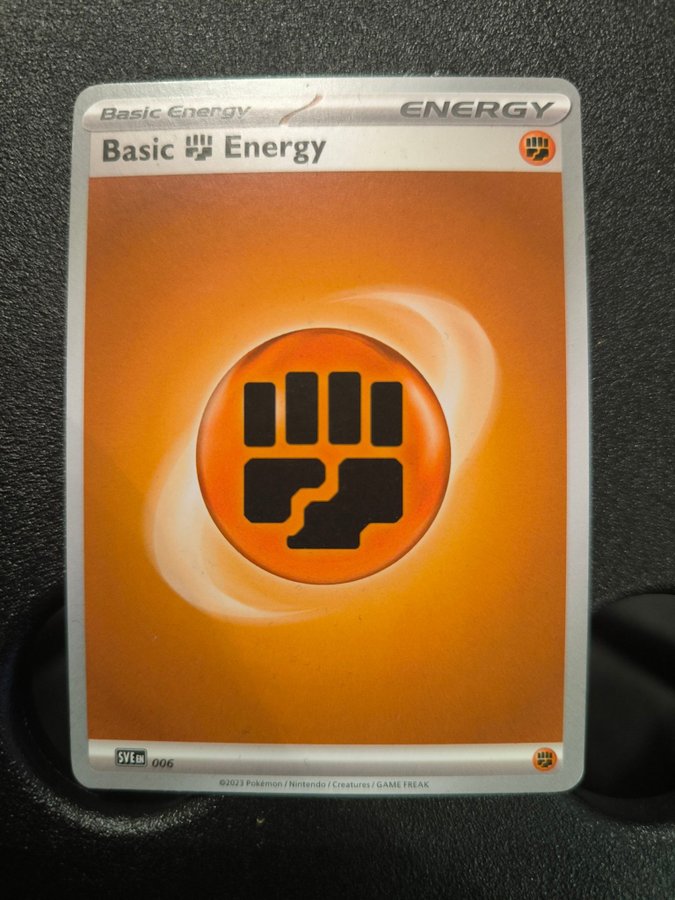 Basic Energy ENERGY
Basic Energy
SVE EN 006
©2023 Pokémon / Nintendo / Creatures / GAME FREAK